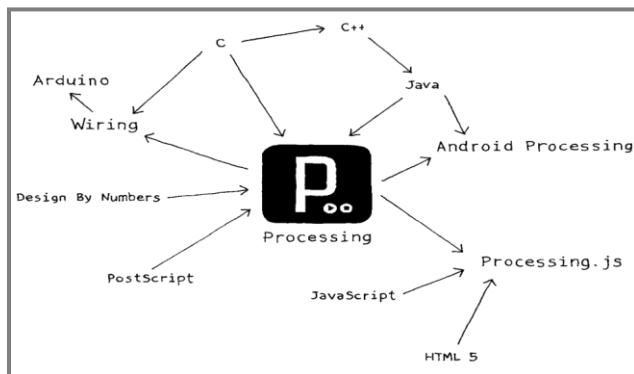 C
C++
Arduino
Java
Wiring
Android Processing
P
Design By Numbers
Processing
Processing.js
PostScript
JavaScript
HTML 5